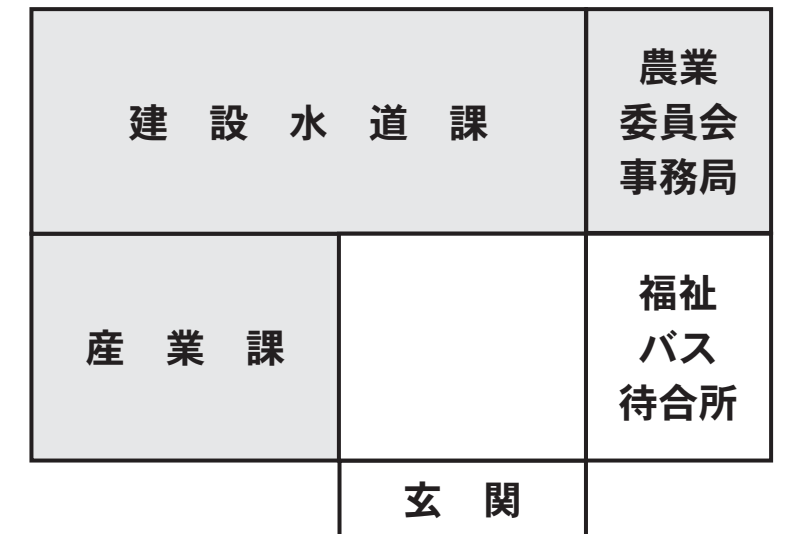 建 設 水 道 課
農業
委員会
事務局
産 業 課
福祉
バス
待合所
玄 関